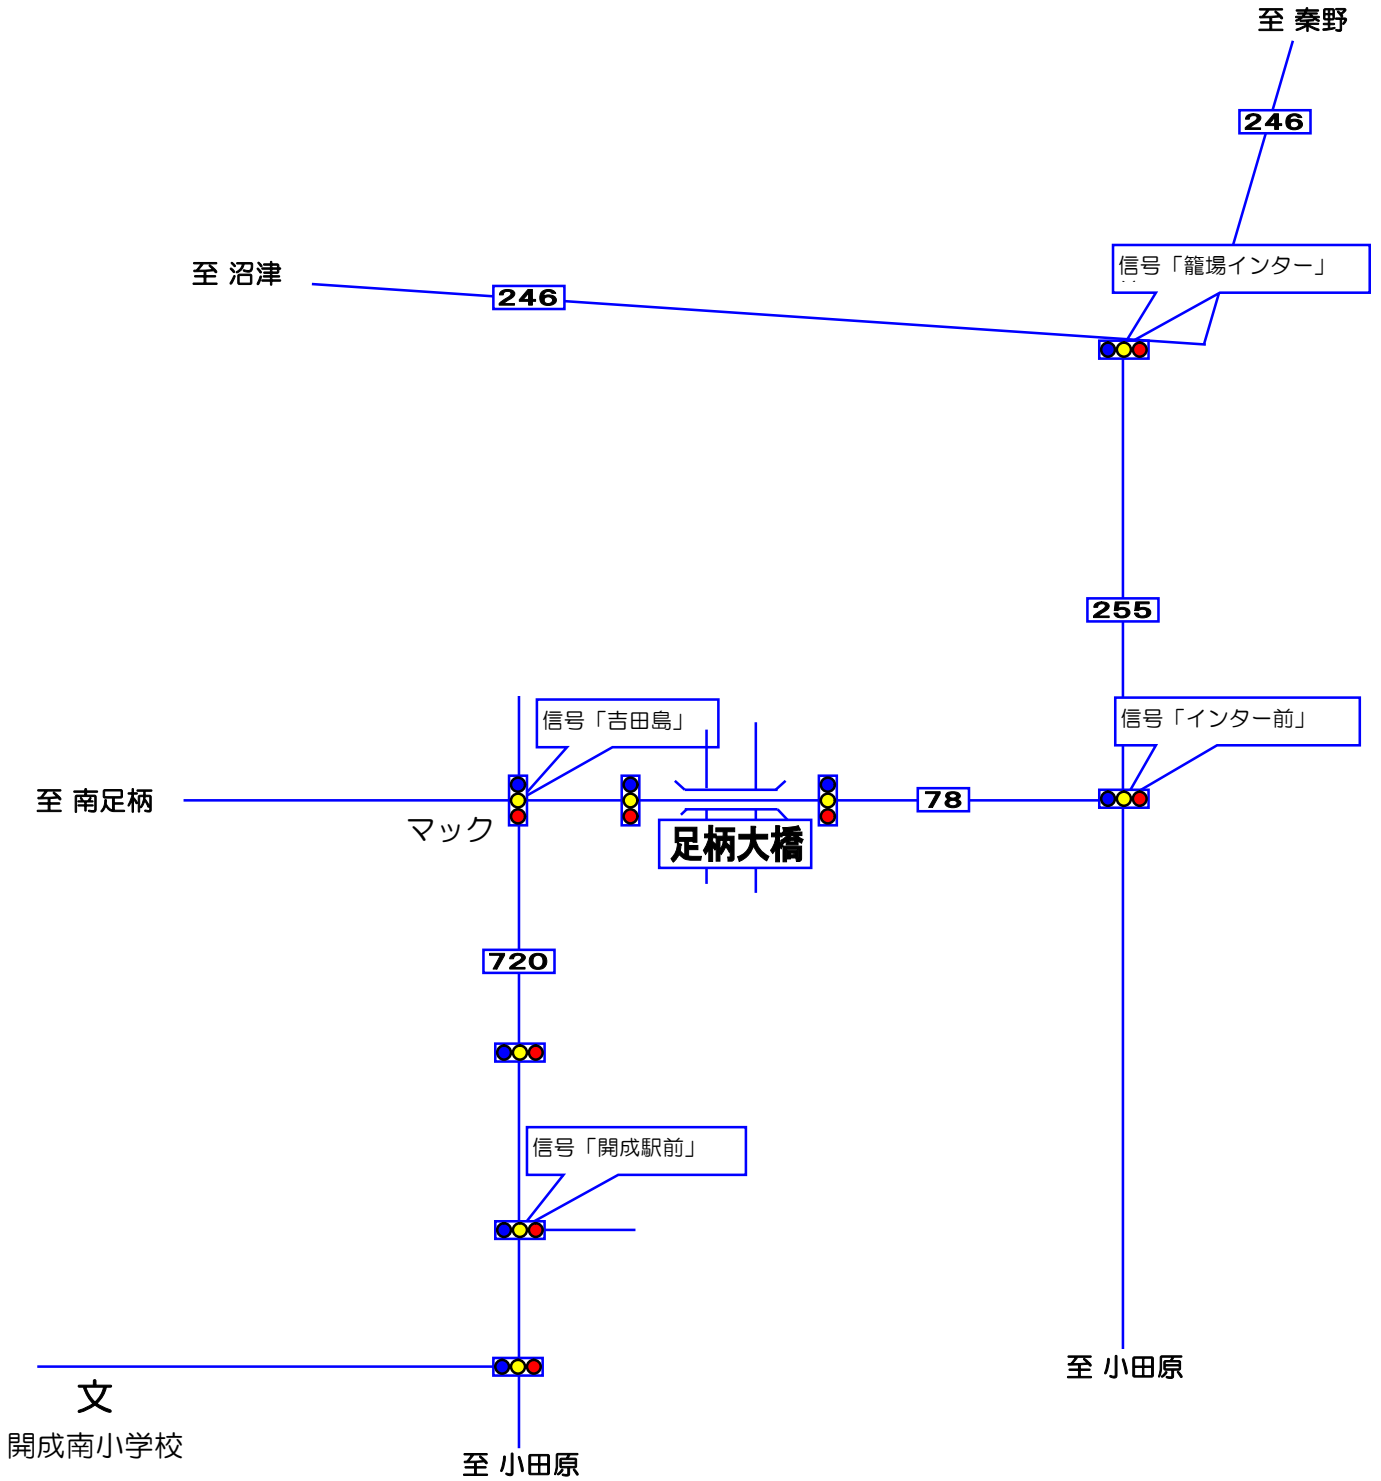 至 秦野
246
信号「籠場インター」
至 沼津
246
255
信号「吉田島」
信号「インター前」
至 南足柄
78
マック
足柄大橋
720
信号「開成駅前」
至 小田原
文
開成南小学校
至 小田原